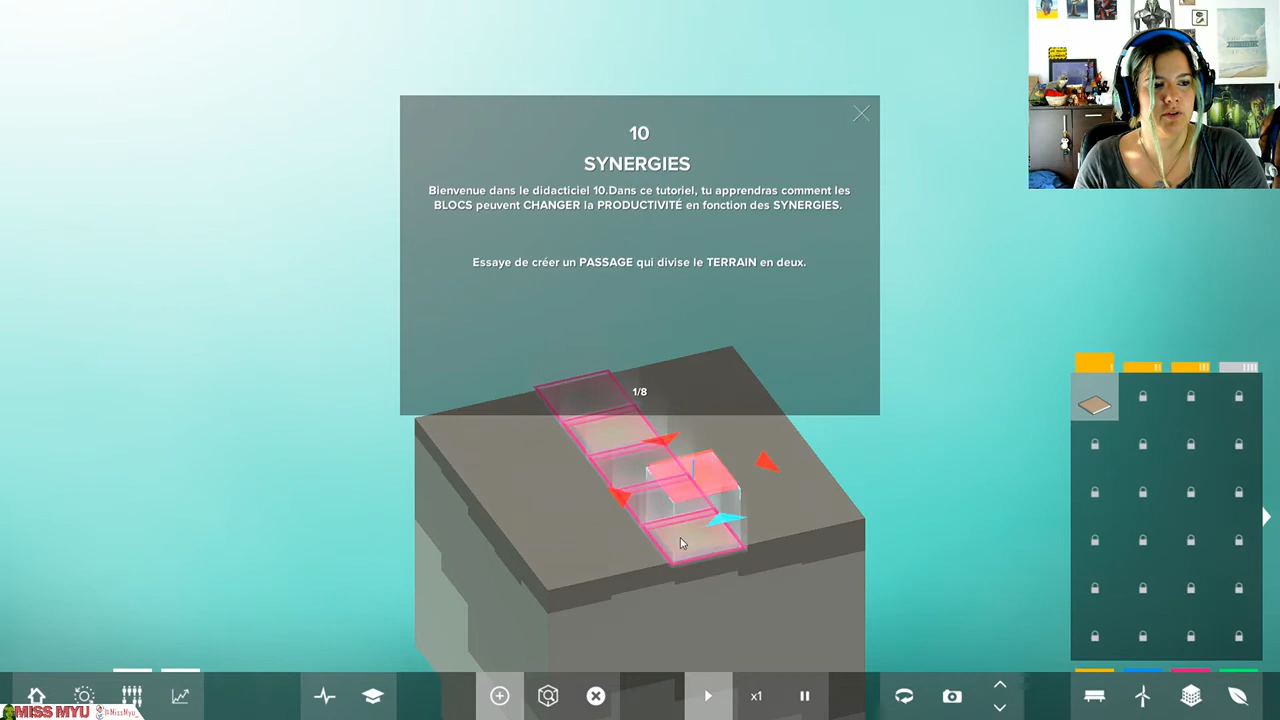 10
SYNERGIES
Bienvenue dans le didacticiel 10.Dans ce tutoriel, tu apprendras comment les
BLOCS peuvent CHANGER la PRODUCTIVITÉ en fonction des SYNERGIES.
Essaye de créer un PASSAGE qui divise le TERRAIN en deux.
1/8
x1
MISS MYU
@MissMyu_